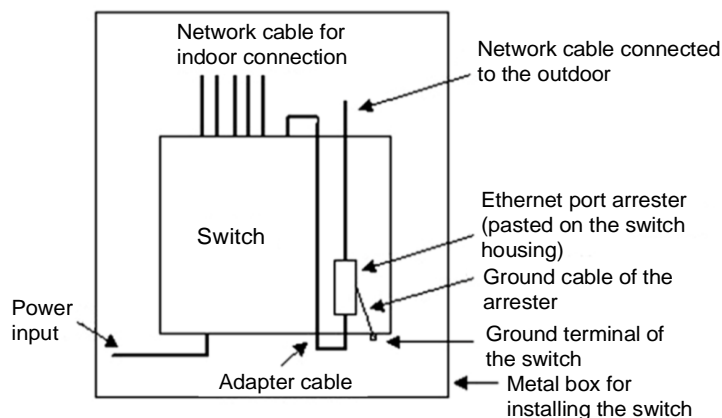 Network cable for
indoor connection
Network cable connected
to the outdoor
Switch
Ethernet port arrester
(pasted on the switch
housing)
Ground cable of the
arrester
Power
input
Ground terminal of
the switch
Adapter cable
Metal box for
installing the switch